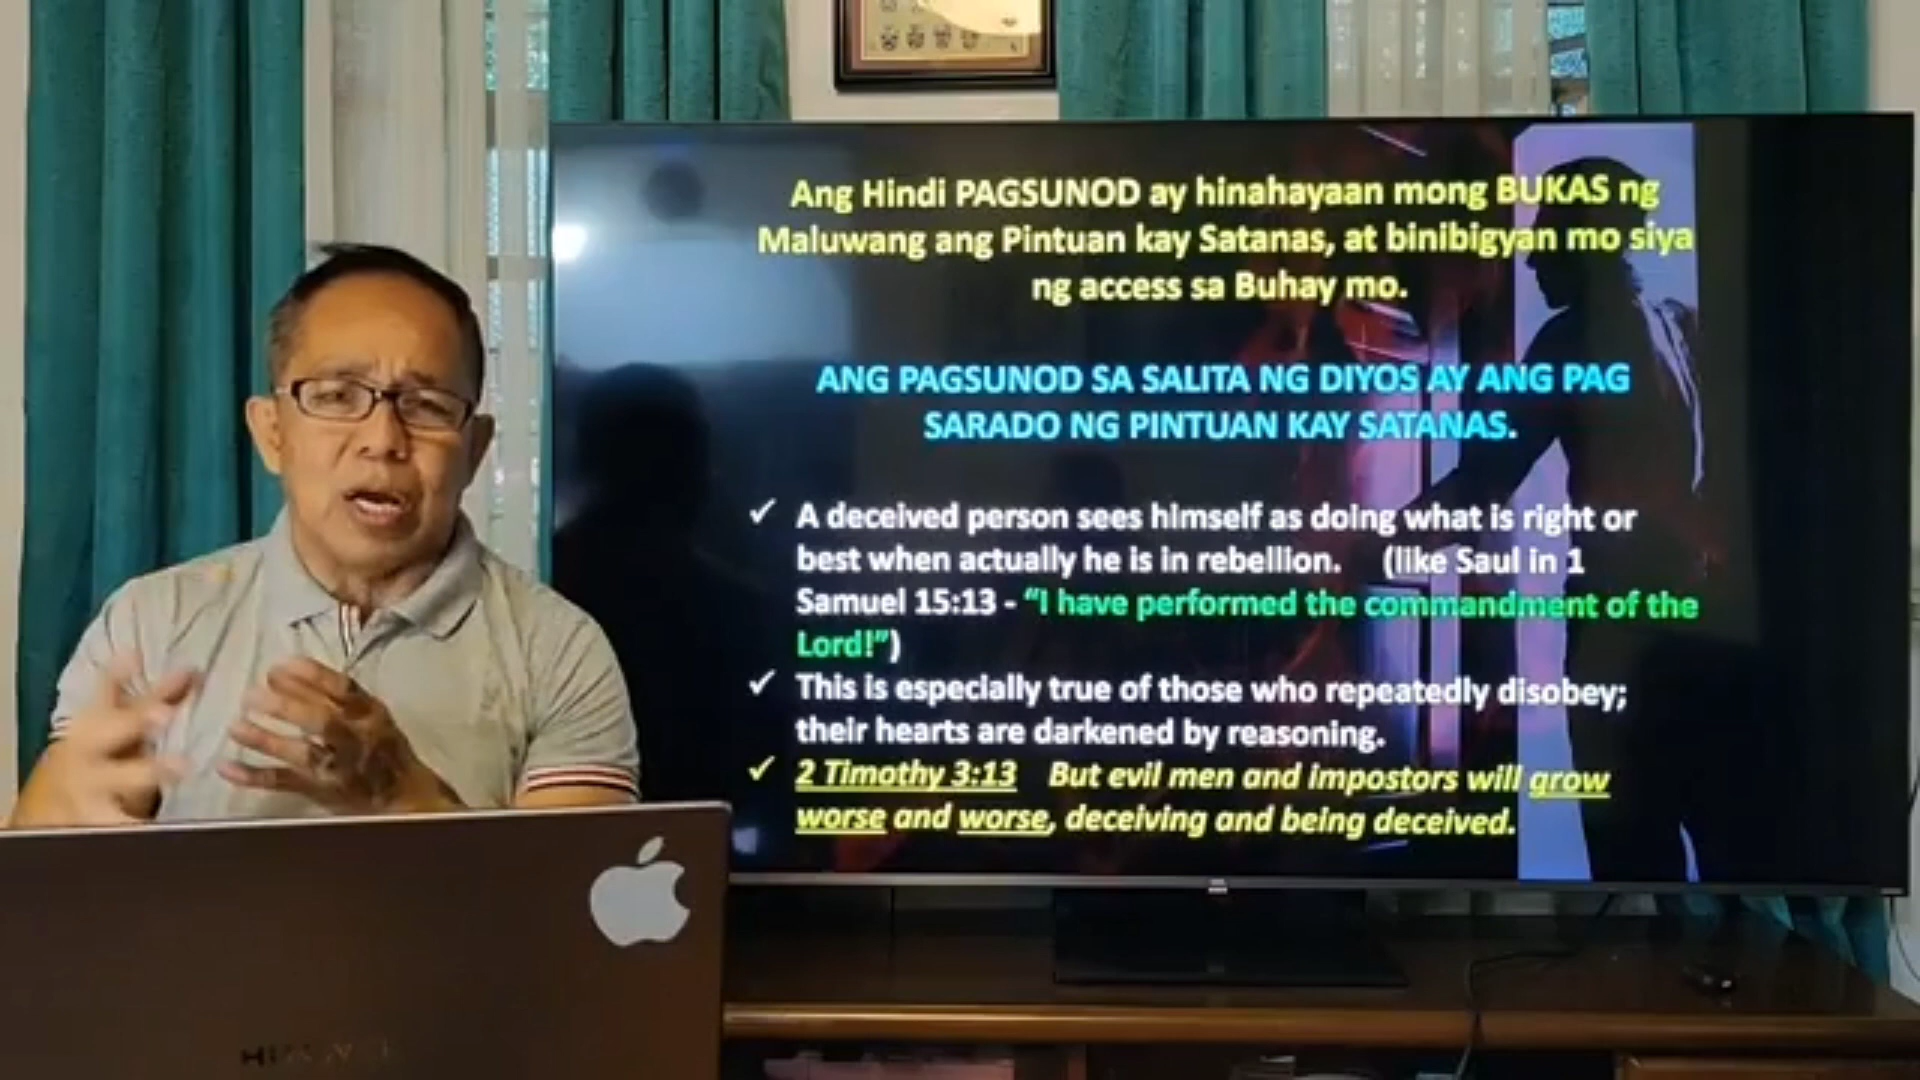 Ang Hindi PAGSUNOD ay hinahayaan mong BUKAS ng
Maluwang ang Pintuan kay Satanas, at binibigyan mo siya
ng access sa Buhay mo.
ANG PAGSUNOD SA SALITA NG DIYOS AY ANG PAG
SARADO NG PINTUAN KAY SATANAS.
✓ A deceived person sees himself as doing what is right or
best when actually he is in rebellion. (like Saul in 1
Samuel 15:13 - “I have performed the commandment of the
Lord!”)
✓ This is especially true of those who repeatedly disobey;
their hearts are darkened by reasoning.
✓ 2 Timothy 3:13 But evil men and impostors will grow
worse and worse, deceiving and being deceived.